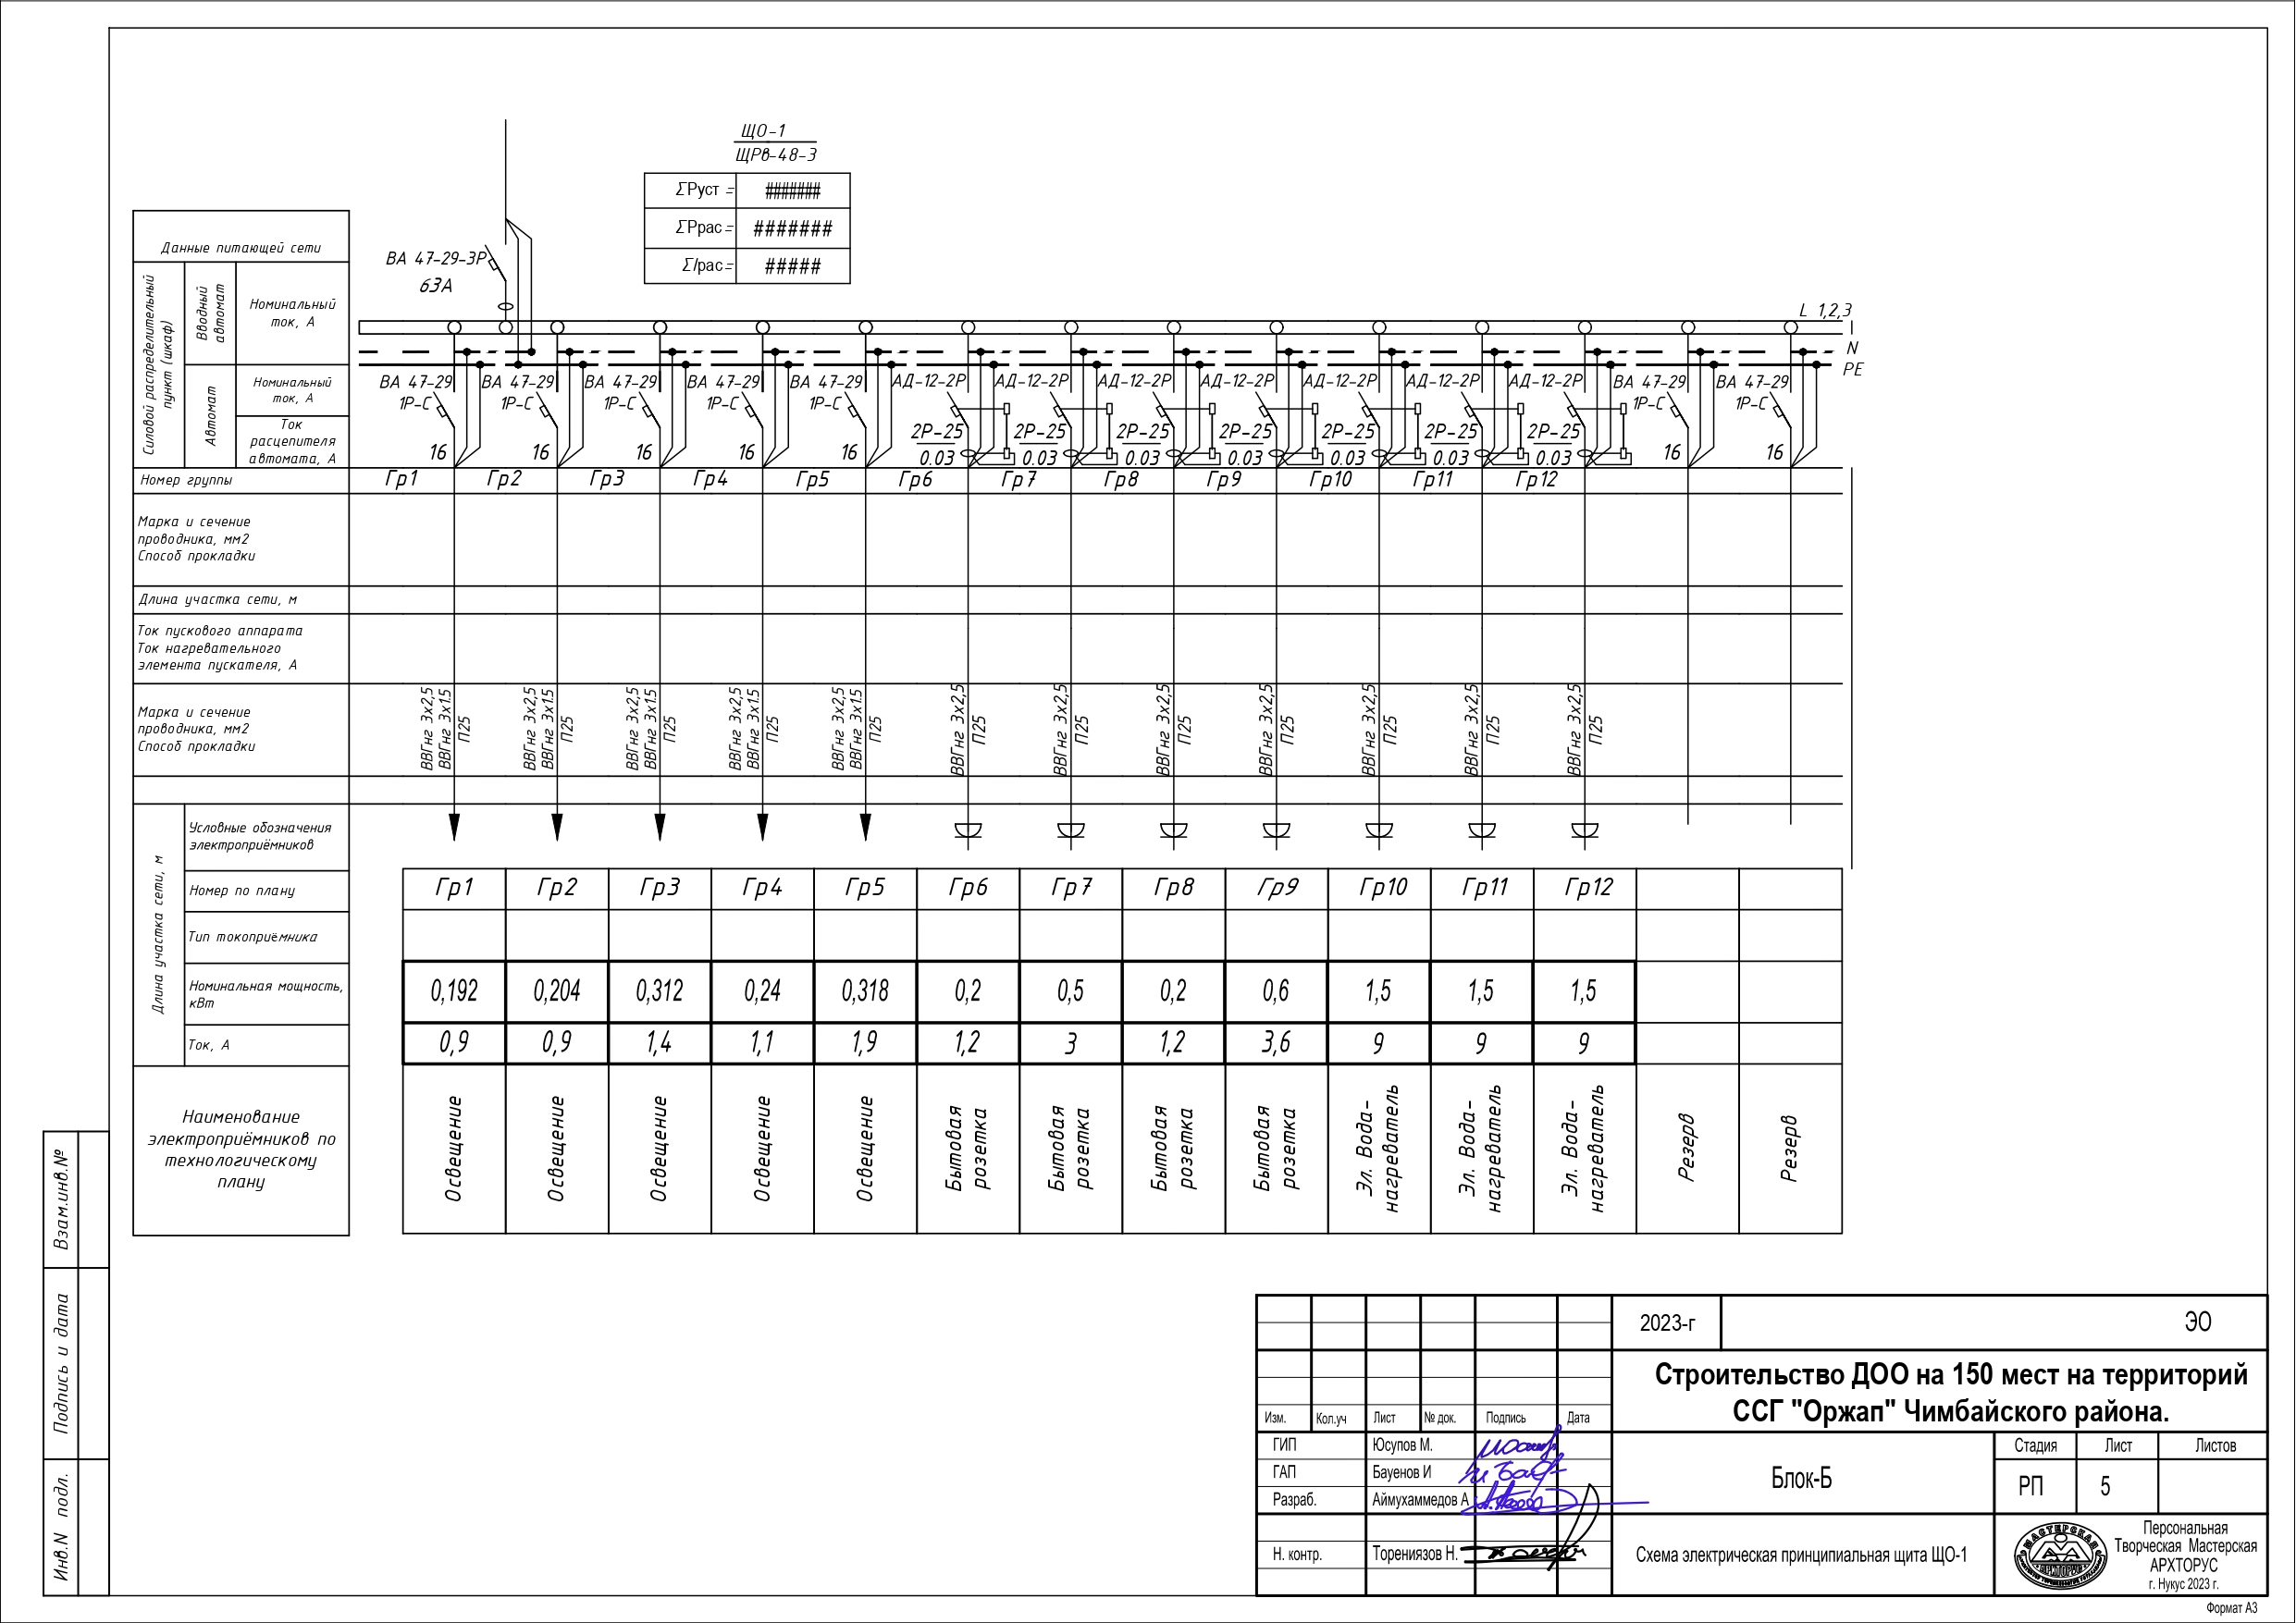 ЩО-1
ЩРв-48-3
ΣРуст = #######
ΣРрас = #######
ΣIрас = #####
Данные питающей сети
Силовой распределительный
пункт (шкаф)
Вводный
автомат
Номинальный
ток, А
Автомат
Номинальный
ток, А
Ток
расцепителя
автомата, А
ВА 47-29-3Р
63А
L 1,2,3
N
PE
ВА 47-29 ВА 47-29 ВА 47-29 ВА 47-29 ВА 47-29 АД-12-2Р АД-12-2Р АД-12-2Р АД-12-2Р АД-12-2Р АД-12-2Р АД-12-2Р ВА 47-29 ВА 47-29
1Р-С 1Р-С 1Р-С 1Р-С 1Р-С 1Р-С 1Р-С
2Р-25 2Р-25 2Р-25 2Р-25 2Р-25 2Р-25 2Р-25
16 16 16 16 16 0.03 0.03 0.03 0.03 0.03 0.03 0.03 16 16
Номер группы
Гр1 Гр2 Гр3 Гр4 Гр5 Гр6 Гр7 Гр8 Гр9 Гр10 Гр11 Гр12
Марка и сечение
проводника, мм2
Способ прокладки
Длина участка сети, м
Ток пускового аппарата
Ток нагревательного
элемента пускателя, А
Марка и сечение
проводника, мм2
Способ прокладки
ВВГнг 3х2,5
ВВГнг 3х1.5
П25
ВВГнг 3х2,5
ВВГнг 3х1.5
П25
ВВГнг 3х2,5
ВВГнг 3х1.5
П25
ВВГнг 3х2,5
ВВГнг 3х1.5
П25
ВВГнг 3х2,5
ВВГнг 3х1.5
П25
ВВГнг 3х2,5
П25
ВВГнг 3х2,5
П25
ВВГнг 3х2,5
П25
ВВГнг 3х2,5
П25
ВВГнг 3х2,5
П25
ВВГнг 3х2,5
П25
ВВГнг 3х2,5
П25
Длина участка сети, м
Условные обозначения
электроприёмников
Номер по плану
Гр1 Гр2 Гр3 Гр4 Гр5 Гр6 Гр7 Гр8 Гр9 Гр10 Гр11 Гр12
Тип токоприёмника
Номинальная мощность,
кВт
0,192 0,204 0,312 0,24 0,318 0,2 0,5 0,2 0,6 1,5 1,5 1,5
Ток, А
0,9 0,9 1,4 1,1 1,9 1,2 3 1,2 3,6 9 9 9
Наименование
электроприёмников по
технологическому
плану
Освещение
Освещение
Освещение
Освещение
Освещение
Бытовая
розетка
Бытовая
розетка
Бытовая
розетка
Бытовая
розетка
Эл. Вода-
нагреватель
Эл. Вода-
нагреватель
Эл. Вода-
нагреватель
Резерв
Резерв
Взам.инв.№
Подпись и дата
Инв.N подл.
2023-г
ЭО
Строительство ДОО на 150 мест на территорий
ССГ "Оржап" Чимбайского района.
Изм. Кол.уч Лист № док. Подпись Дата
ГИП Юсупов М.
ГАП Бауенов И
Разраб. Аймухаммедов А
Н. контр. Торениязов Н.
Блок-Б
Стадия Лист Листов
РП 5
Схема электрическая принципиальная щита ЩО-1
МАСТЕРСКАЯ
Персональная
Творческая Мастерская
АРХТОРУС
г. Нукус 2023 г.
Формат А3